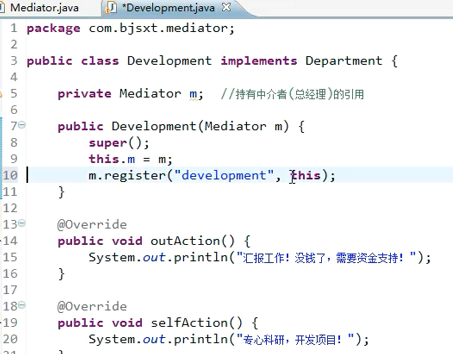 Mediator.java
*Development.java
1 package com.bjsxt.mediator;
2
3 public class Development implements Department {
4
5 private Mediator m;  //持有中介者(总经理)的引用
6
7 public Development(Mediator m) {
8 super();
9 this.m = m;
10 m.register("development", this);
11 }
12
13 @Override
14 public void outAction() {
15 System.out.println("汇报工作！没钱了，需要资金支持！");
16 }
17
18 @Override
19 public void selfAction() {
20 System.out.println("专心科研，开发项目！");